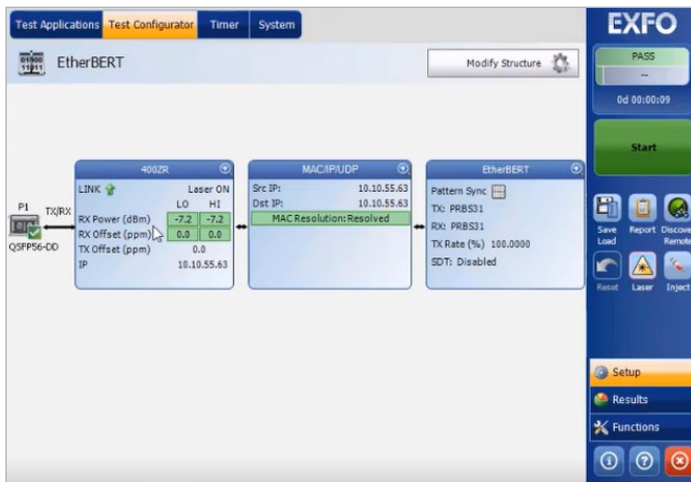 Test Applications Test Configurator Timer System
EXFO
EtherBERT
Modify Structure
PASS
--
0d 00:00:09
Start
Save Load
Report
Discover Remote
Reset
Laser
Inject
P1
TX/RX
QSFP56-DD
400ZR
LINK Laser ON
LO HI
RX Power (dBm) -7.2 -7.2
RX Offset (ppm) 0.0 0.0
TX Offset (ppm) 0.0
IP 10.10.55.63
MAC/IP/UDP
Src IP: 10.10.55.63
Dst IP: 10.10.55.63
MAC Resolution: Resolved
EtherBERT
Pattern Sync
TX: PRBS31
RX: PRBS31
TX Rate (%) 100.0000
SDT: Disabled
Setup
Results
Functions